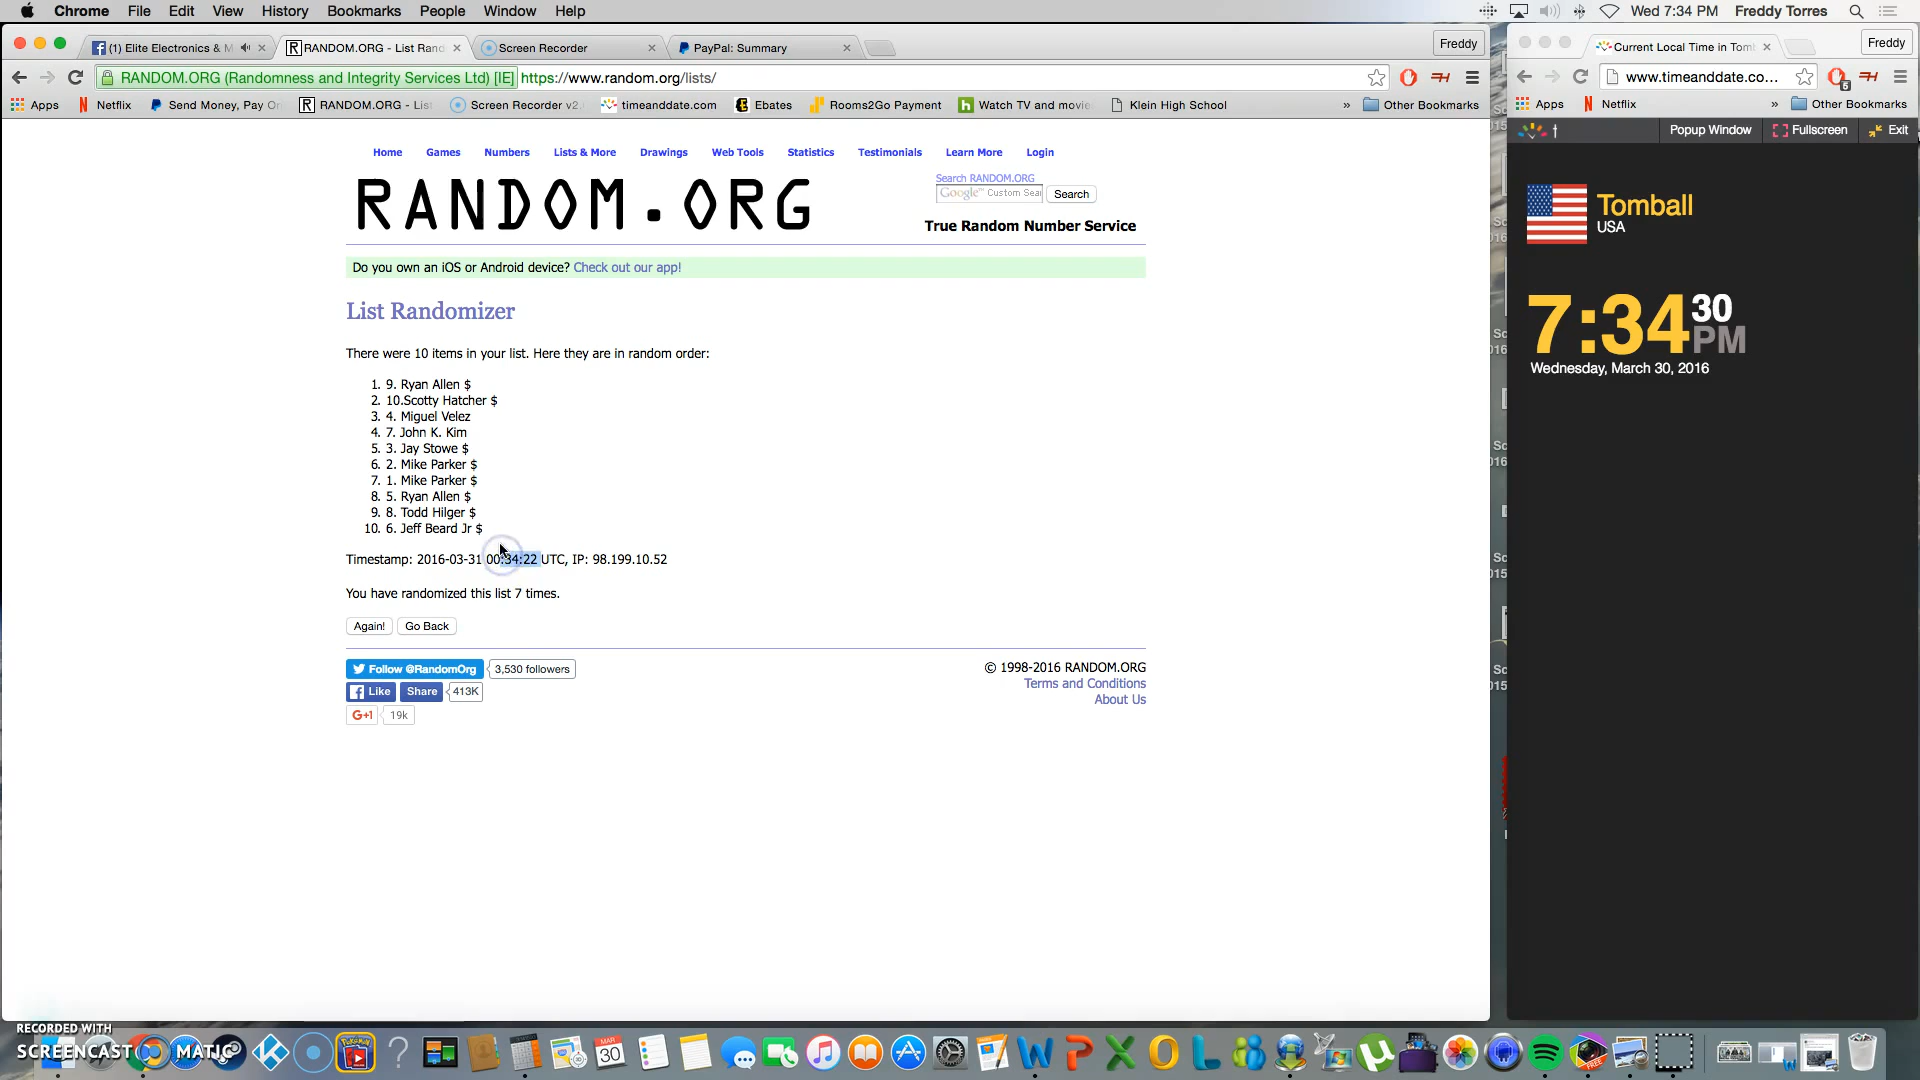 Chrome File Edit View History Bookmarks People Window Help Wed 7:34 PM Freddy Torres
(1) Elite Electronics & M RANDOM.ORG - List Ran Screen Recorder PayPal: Summary Freddy
RANDOM.ORG (Randomness and Integrity Services Ltd) [IE] https://www.random.org/lists/
Apps Netflix Send Money, Pay O RANDOM.ORG - Lis Screen Recorder v2. timeanddate.com Ebates Rooms2Go Payment Watch TV and movie Klein High School » Other Bookmarks
Home Games Numbers Lists & More Drawings Web Tools Statistics Testimonials Learn More Login
RANDOM.ORG
Search RANDOM.ORG
Google™ Custom Sea Search
True Random Number Service
Do you own an iOS or Android device? Check out our app!
List Randomizer
There were 10 items in your list. Here they are in random order:
1. 9. Ryan Allen $
2. 10.Scotty Hatcher $
3. 4. Miguel Velez
4. 7. John K. Kim
5. 3. Jay Stowe $
6. 2. Mike Parker $
7. 1. Mike Parker $
8. 5. Ryan Allen $
9. 8. Todd Hilger $
10. 6. Jeff Beard Jr $
Timestamp: 2016-03-31 00:34:22 UTC, IP: 98.199.10.52
You have randomized this list 7 times.
Again! Go Back
Follow @RandomOrg 3,530 followers
Like Share 413K
G+1 19k
© 1998-2016 RANDOM.ORG
Terms and Conditions
About Us
Current Local Time in Tomb Freddy
www.timeanddate.co...
Apps Netflix » Other Bookmarks
t Popup Window Fullscreen Exit
Tomball
USA
7:34 30 PM
Wednesday, March 30, 2016
RECORDED WITH
SCREENCAST MATIC
MAR
30